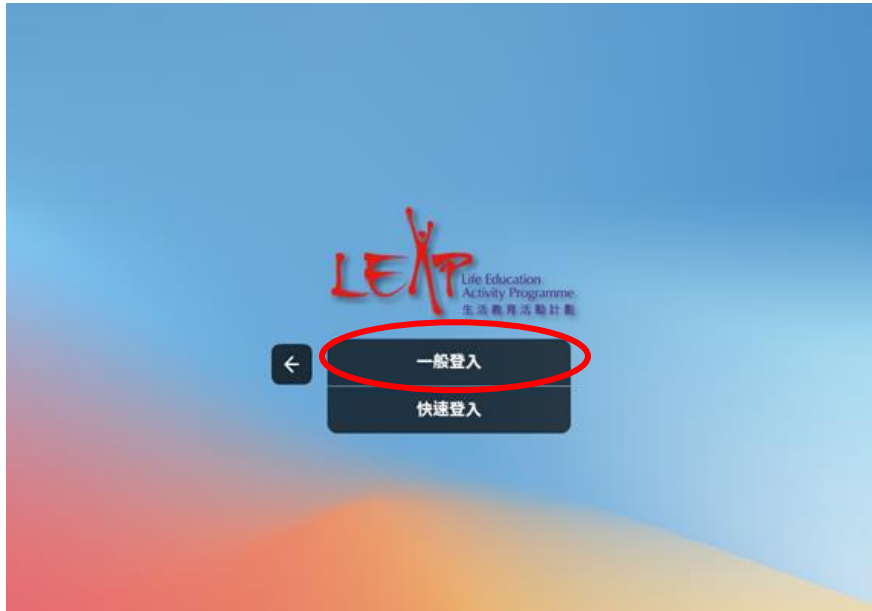 LEAP
Life Education
Activity Programme
生活教育活動計劃
一般登入
快速登入